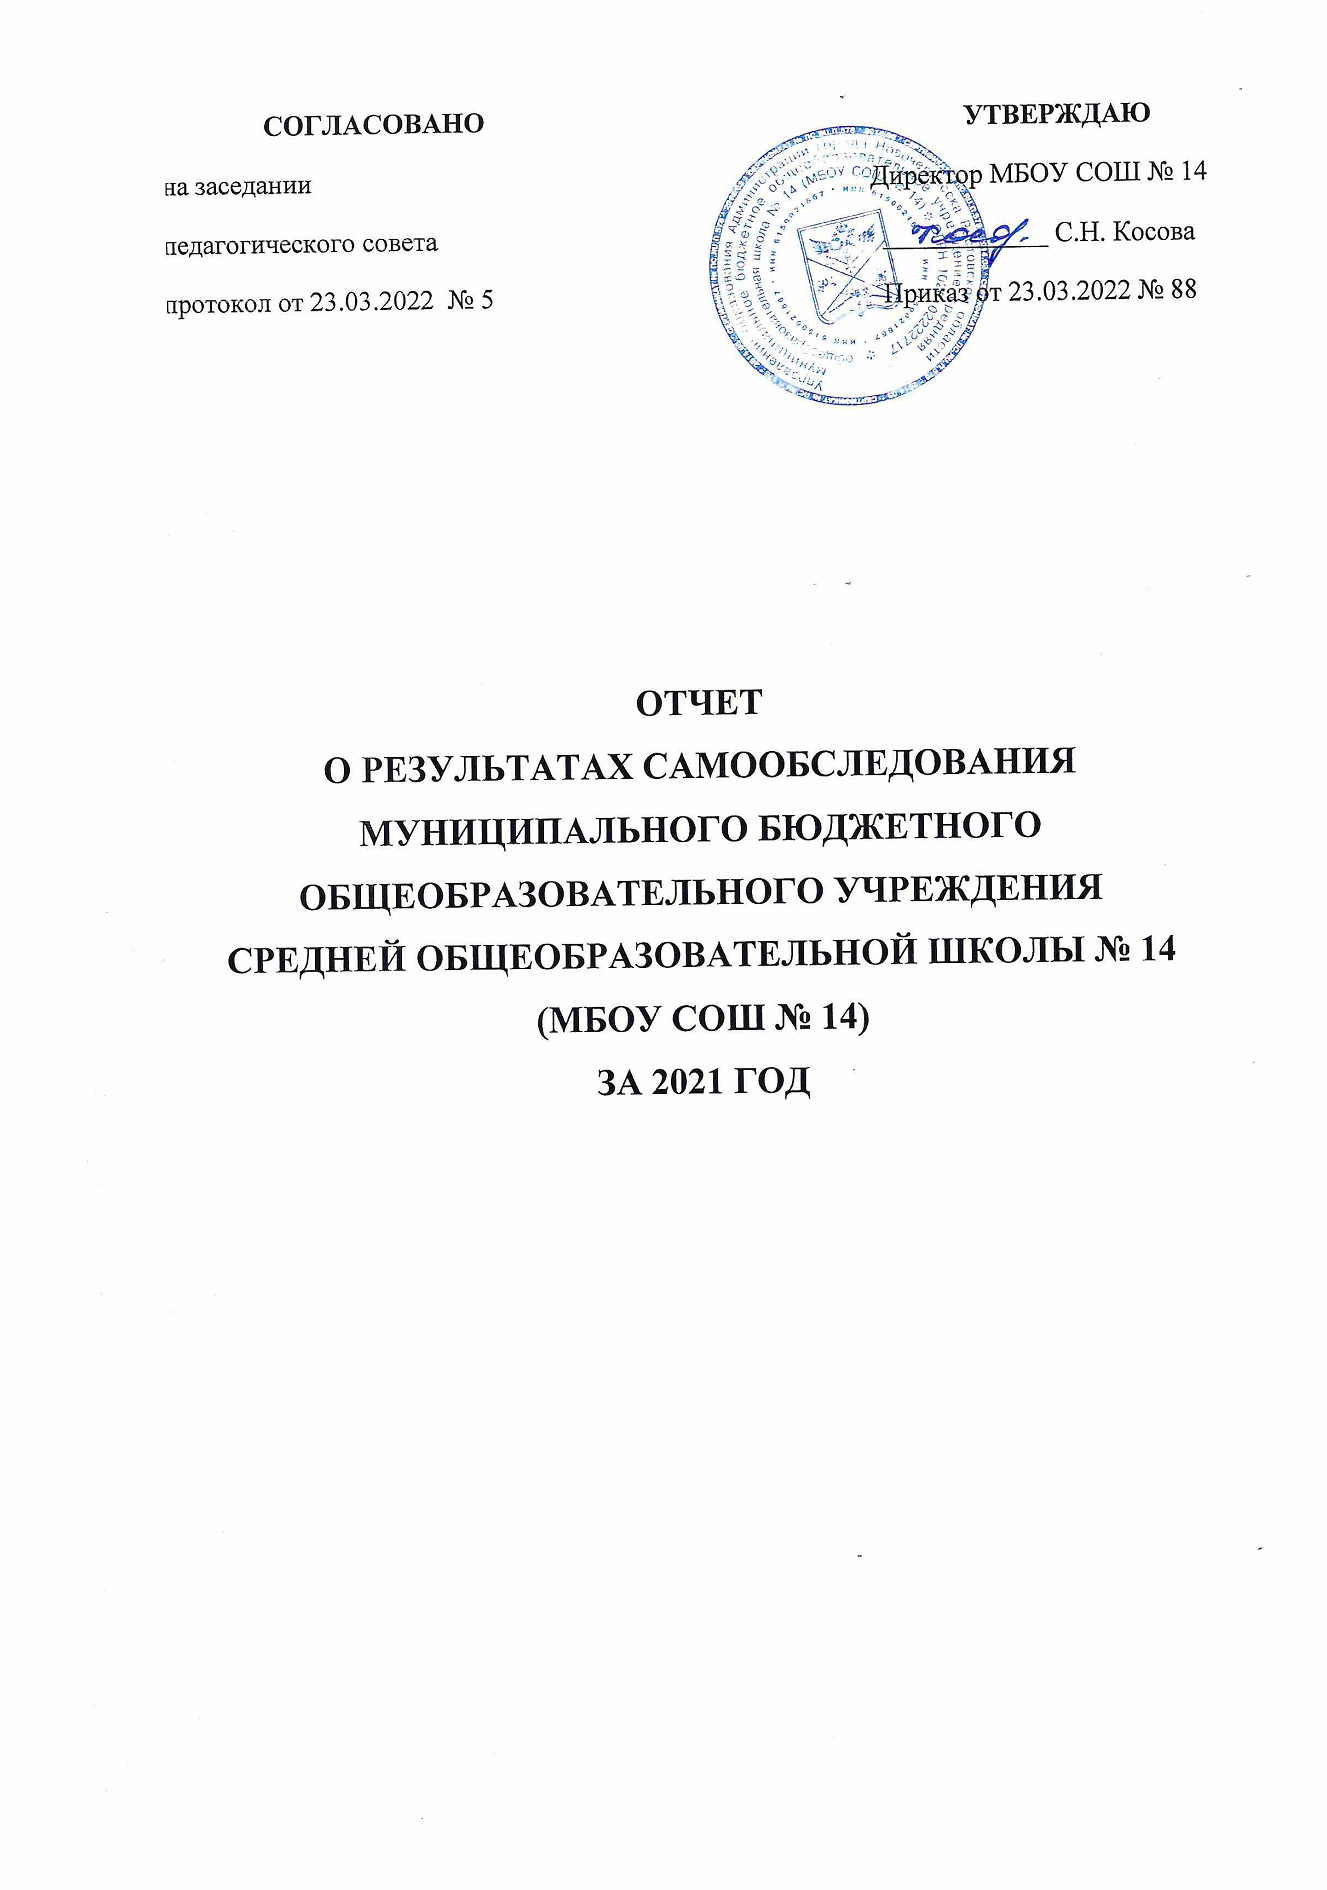 СОГЛАСОВАНО
на заседании
педагогического совета
протокол от 23.03.2022 № 5
УТВЕРЖДАЮ
Директор МБОУ СОШ № 14
С.Н. Косова
Приказ от 23.03.2022 № 88
ОТЧЕТ
О РЕЗУЛЬТАТАХ САМООБСЛЕДОВАНИЯ
МУНИЦИПАЛЬНОГО БЮДЖЕТНОГО
ОБЩЕОБРАЗОВАТЕЛЬНОГО УЧРЕЖДЕНИЯ
СРЕДНЕЙ ОБЩЕОБРАЗОВАТЕЛЬНОЙ ШКОЛЫ № 14
(МБОУ СОШ № 14)
ЗА 2021 ГОД